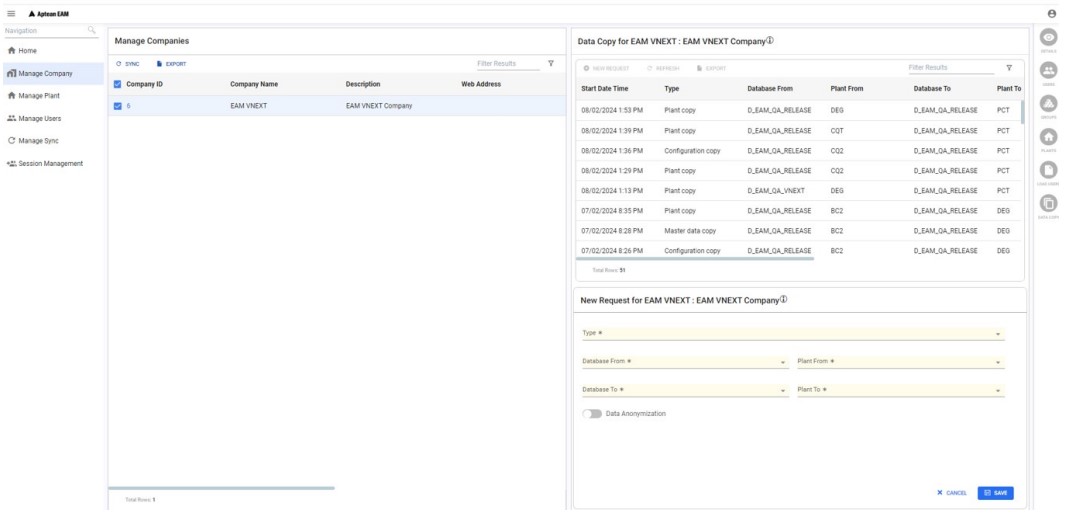 Aptean EAM
Navigation
Home
Manage Company
Manage Plant
Manage Users
Manage Sync
Session Management
Manage Companies
SYNC EXPORT Filter Results
Company ID Company Name Description Web Address
6 EAM VNEXT EAM VNEXT Company
Total Rows: 1
Data Copy for EAM VNEXT : EAM VNEXT Company
NEW REQUEST REFRESH EXPORT Filter Results
Start Date Time Type Database From Plant From Database To Plant To
08/02/2024 1:53 PM Plant copy D_EAM_QA_RELEASE DEG D_EAM_QA_RELEASE PCT
08/02/2024 1:39 PM Plant copy D_EAM_QA_RELEASE CQT D_EAM_QA_RELEASE PCT
08/02/2024 1:36 PM Configuration copy D_EAM_QA_RELEASE CQ2 D_EAM_QA_RELEASE PCT
08/02/2024 1:29 PM Plant copy D_EAM_QA_RELEASE CQ2 D_EAM_QA_RELEASE PCT
08/02/2024 1:13 PM Plant copy D_EAM_QA_VNEXT DEG D_EAM_QA_RELEASE PCT
07/02/2024 8:35 PM Plant copy D_EAM_QA_RELEASE BC2 D_EAM_QA_RELEASE DEG
07/02/2024 8:28 PM Master data copy D_EAM_QA_RELEASE BC2 D_EAM_QA_RELEASE DEG
07/02/2024 8:26 PM Configuration copy D_EAM_QA_RELEASE BC2 D_EAM_QA_RELEASE DEG
Total Rows: 51
New Request for EAM VNEXT : EAM VNEXT Company
Type *
Database From * Plant From *
Database To * Plant To *
Data Anonymization
CANCEL SAVE
DETAILS
USERS
GROUPS
PLANTS
LOAD USERS
DATA COPY